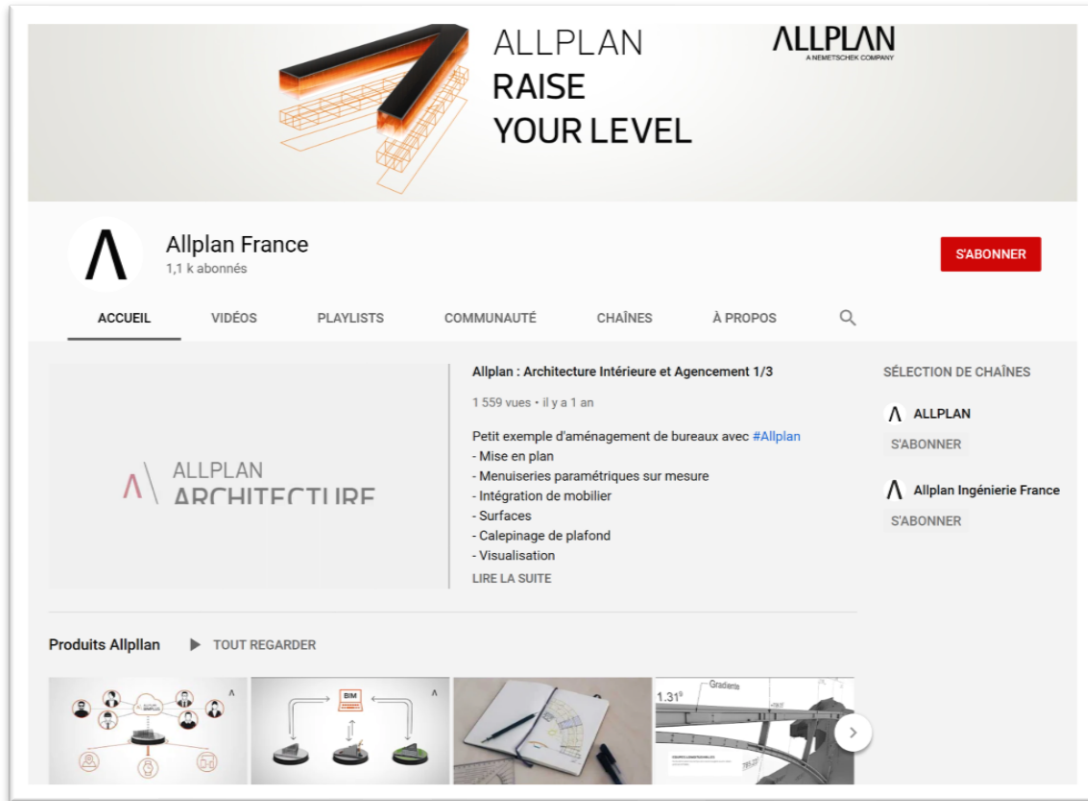 ALLPLAN
RAISE
YOUR LEVEL
ALLPLAN
A NEMETSCHEK COMPANY
Allplan France
1,1 k abonnés
S'ABONNER
ACCUEIL VIDÉOS PLAYLISTS COMMUNAUTÉ CHAÎNES À PROPOS
ALLPLAN
ARCHITECTURE
Allplan : Architecture Intérieure et Agencement 1/3
1 559 vues • il y a 1 an
Petit exemple d'aménagement de bureaux avec #Allplan
- Mise en plan
- Menuiseries paramétriques sur mesure
- Intégration de mobilier
- Surfaces
- Calepinage de plafond
- Visualisation
LIRE LA SUITE
SÉLECTION DE CHAÎNES
ALLPLAN
S'ABONNER
Allplan Ingénierie France
S'ABONNER
Produits Allpllan TOUT REGARDER
BIM
1.31⁹
Gradiente